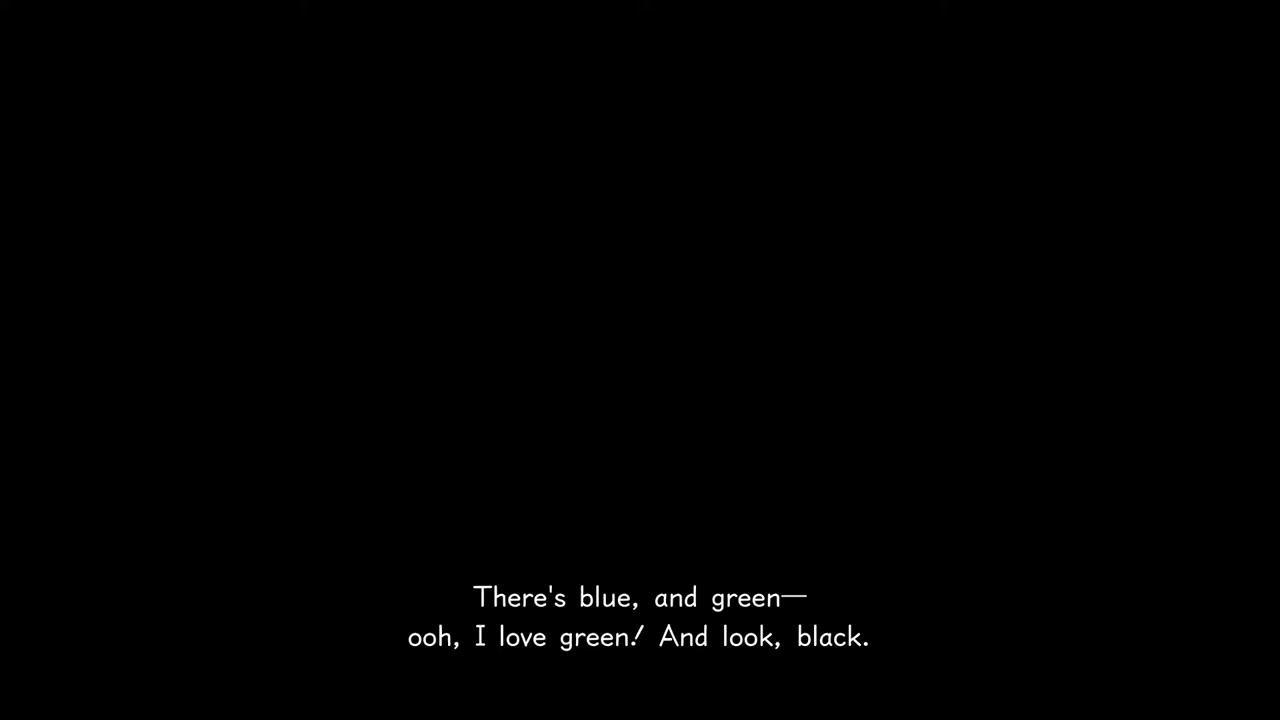 There's blue, and green—
ooh, I love green! And look, black.